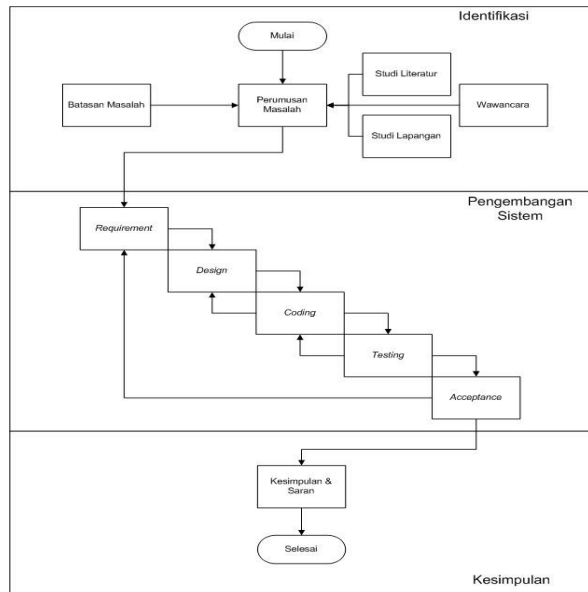 Identifikasi
Mulai
Studi Literatur
Batasan Masalah
Perumusan
Masalah
Wawancara
Studi Lapangan
Pengembangan
Sistem
Requirement
Design
Coding
Testing
Acceptance
Kesimpulan &
Saran
Selesai
Kesimpulan